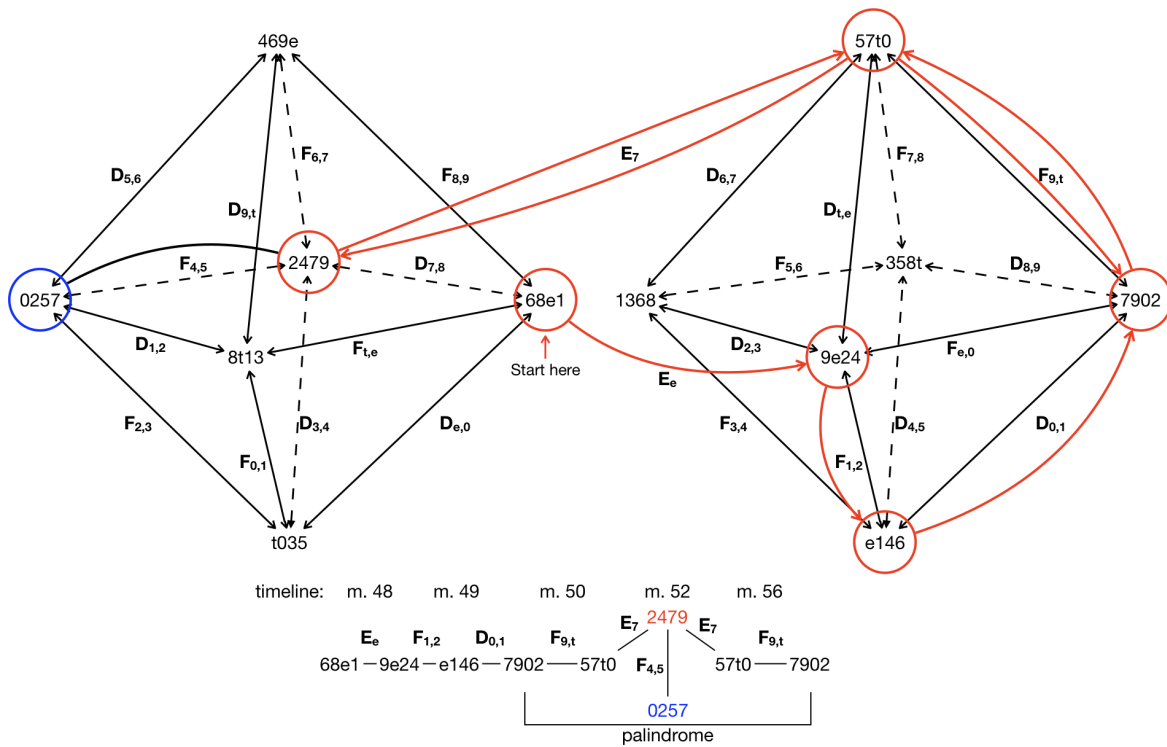 469e
57t0
E7
D5,6
F6,7
F8,9
D9,t
D6,7
F7,8
Dt,e
F9,t
F4,5
2479
D7,8
0257
68e1
F5,6
358t
D8,9
1368
7902
D1,2
8t13
Ft,e
Start here
Ee
D2,3
9e24
Fe,0
F2,3
F0,1
D3,4
De,0
F3,4
F1,2
D4,5
D0,1
t035
e146
timeline: m. 48 m. 49 m. 50 m. 52 m. 56
Ee F1,2 D0,1 F9,t E7 2479 E7 F9,t
68e1 9e24 e146 7902 57t0 F4,5 57t0 7902
0257
palindrome